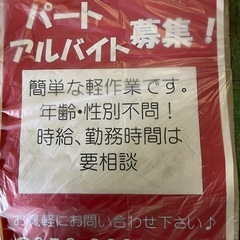 パート
アルバイト募集！
簡単な軽作業です。
年齢・性別不問！
時給、勤務時間は
要相談
お気軽にお問い合わせ下さい♪